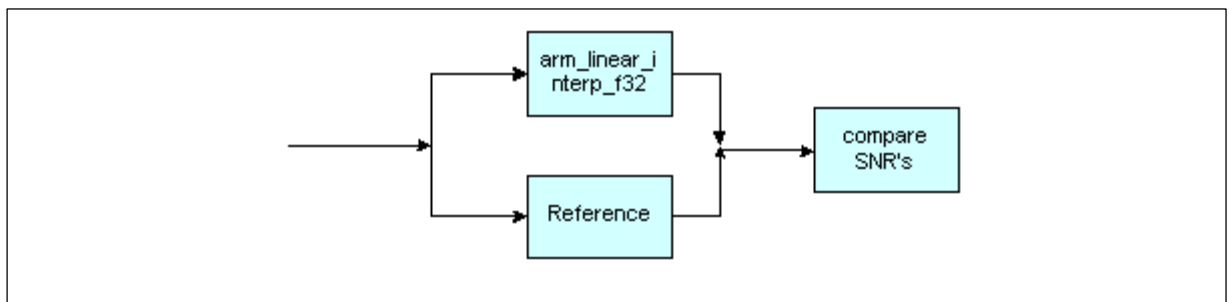 arm_linear_i
nterp_f32
compare
SNR's
Reference